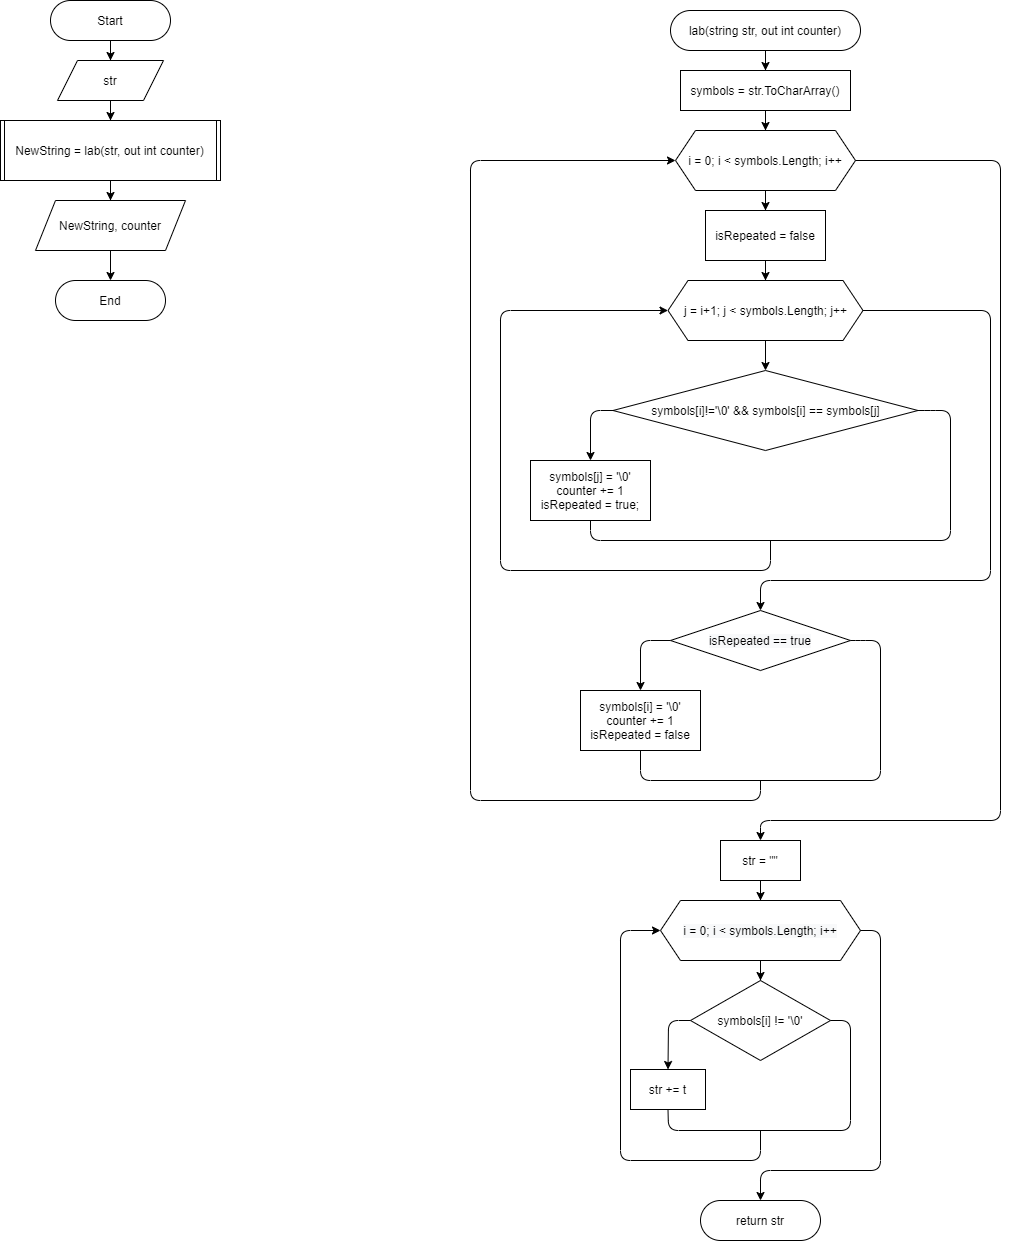 Start
str
NewString = lab(str, out int counter)
NewString, counter
End
lab(string str, out int counter)
symbols = str.ToCharArray()
i = 0; i < symbols.Length; i++
isRepeated = false
j = i+1; j < symbols.Length; j++
symbols[i]!='\0' && symbols[i] == symbols[j]
symbols[j] = '\0'
counter += 1
isRepeated = true;
isRepeated == true
symbols[i] = '\0'
counter += 1
isRepeated = false
str = ""
i = 0; i < symbols.Length; i++
symbols[i] != '\0'
str += t
return str